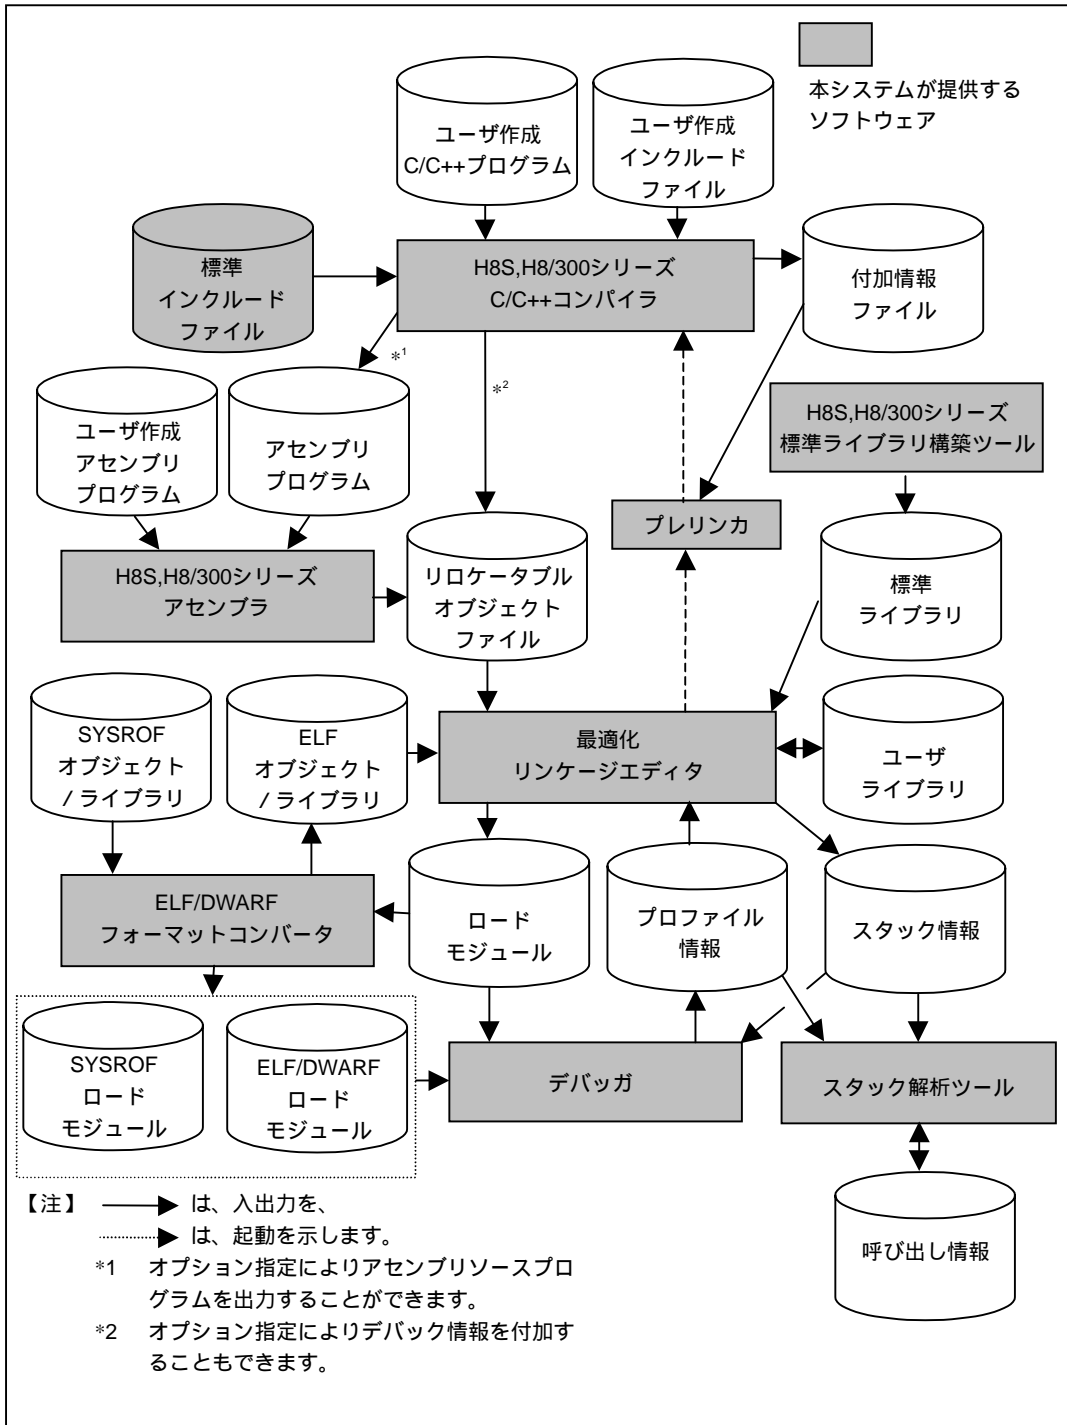 本システムが提供する
ソフトウェア
ユーザ作成
C/C++プログラム
ユーザ作成
インクルード
ファイル
標準
インクルード
ファイル
H8S,H8/300シリーズ
C/C++コンパイラ
付加情報
ファイル
*1
*2
ユーザ作成
アセンブリ
プログラム
アセンブリ
プログラム
H8S,H8/300シリーズ
標準ライブラリ構築ツール
プレリンカ
H8S,H8/300シリーズ
アセンブラ
リロケータブル
オブジェクト
ファイル
標準
ライブラリ
SYSROF
オブジェクト
/ ライブラリ
ELF
オブジェクト
/ ライブラリ
最適化
リンケージエディタ
ユーザ
ライブラリ
ELF/DWARF
フォーマットコンバータ
ロード
モジュール
プロファイル
情報
スタック情報
SYSROF
ロード
モジュール
ELF/DWARF
ロード
モジュール
デバッガ
スタック解析ツール
呼び出し情報
【注】 は、入出力を、
は、起動を示します。
*1 オプション指定によりアセンブリソースプロ
グラムを出力することができます。
*2 オプション指定によりデバック情報を付加す
ることもできます。